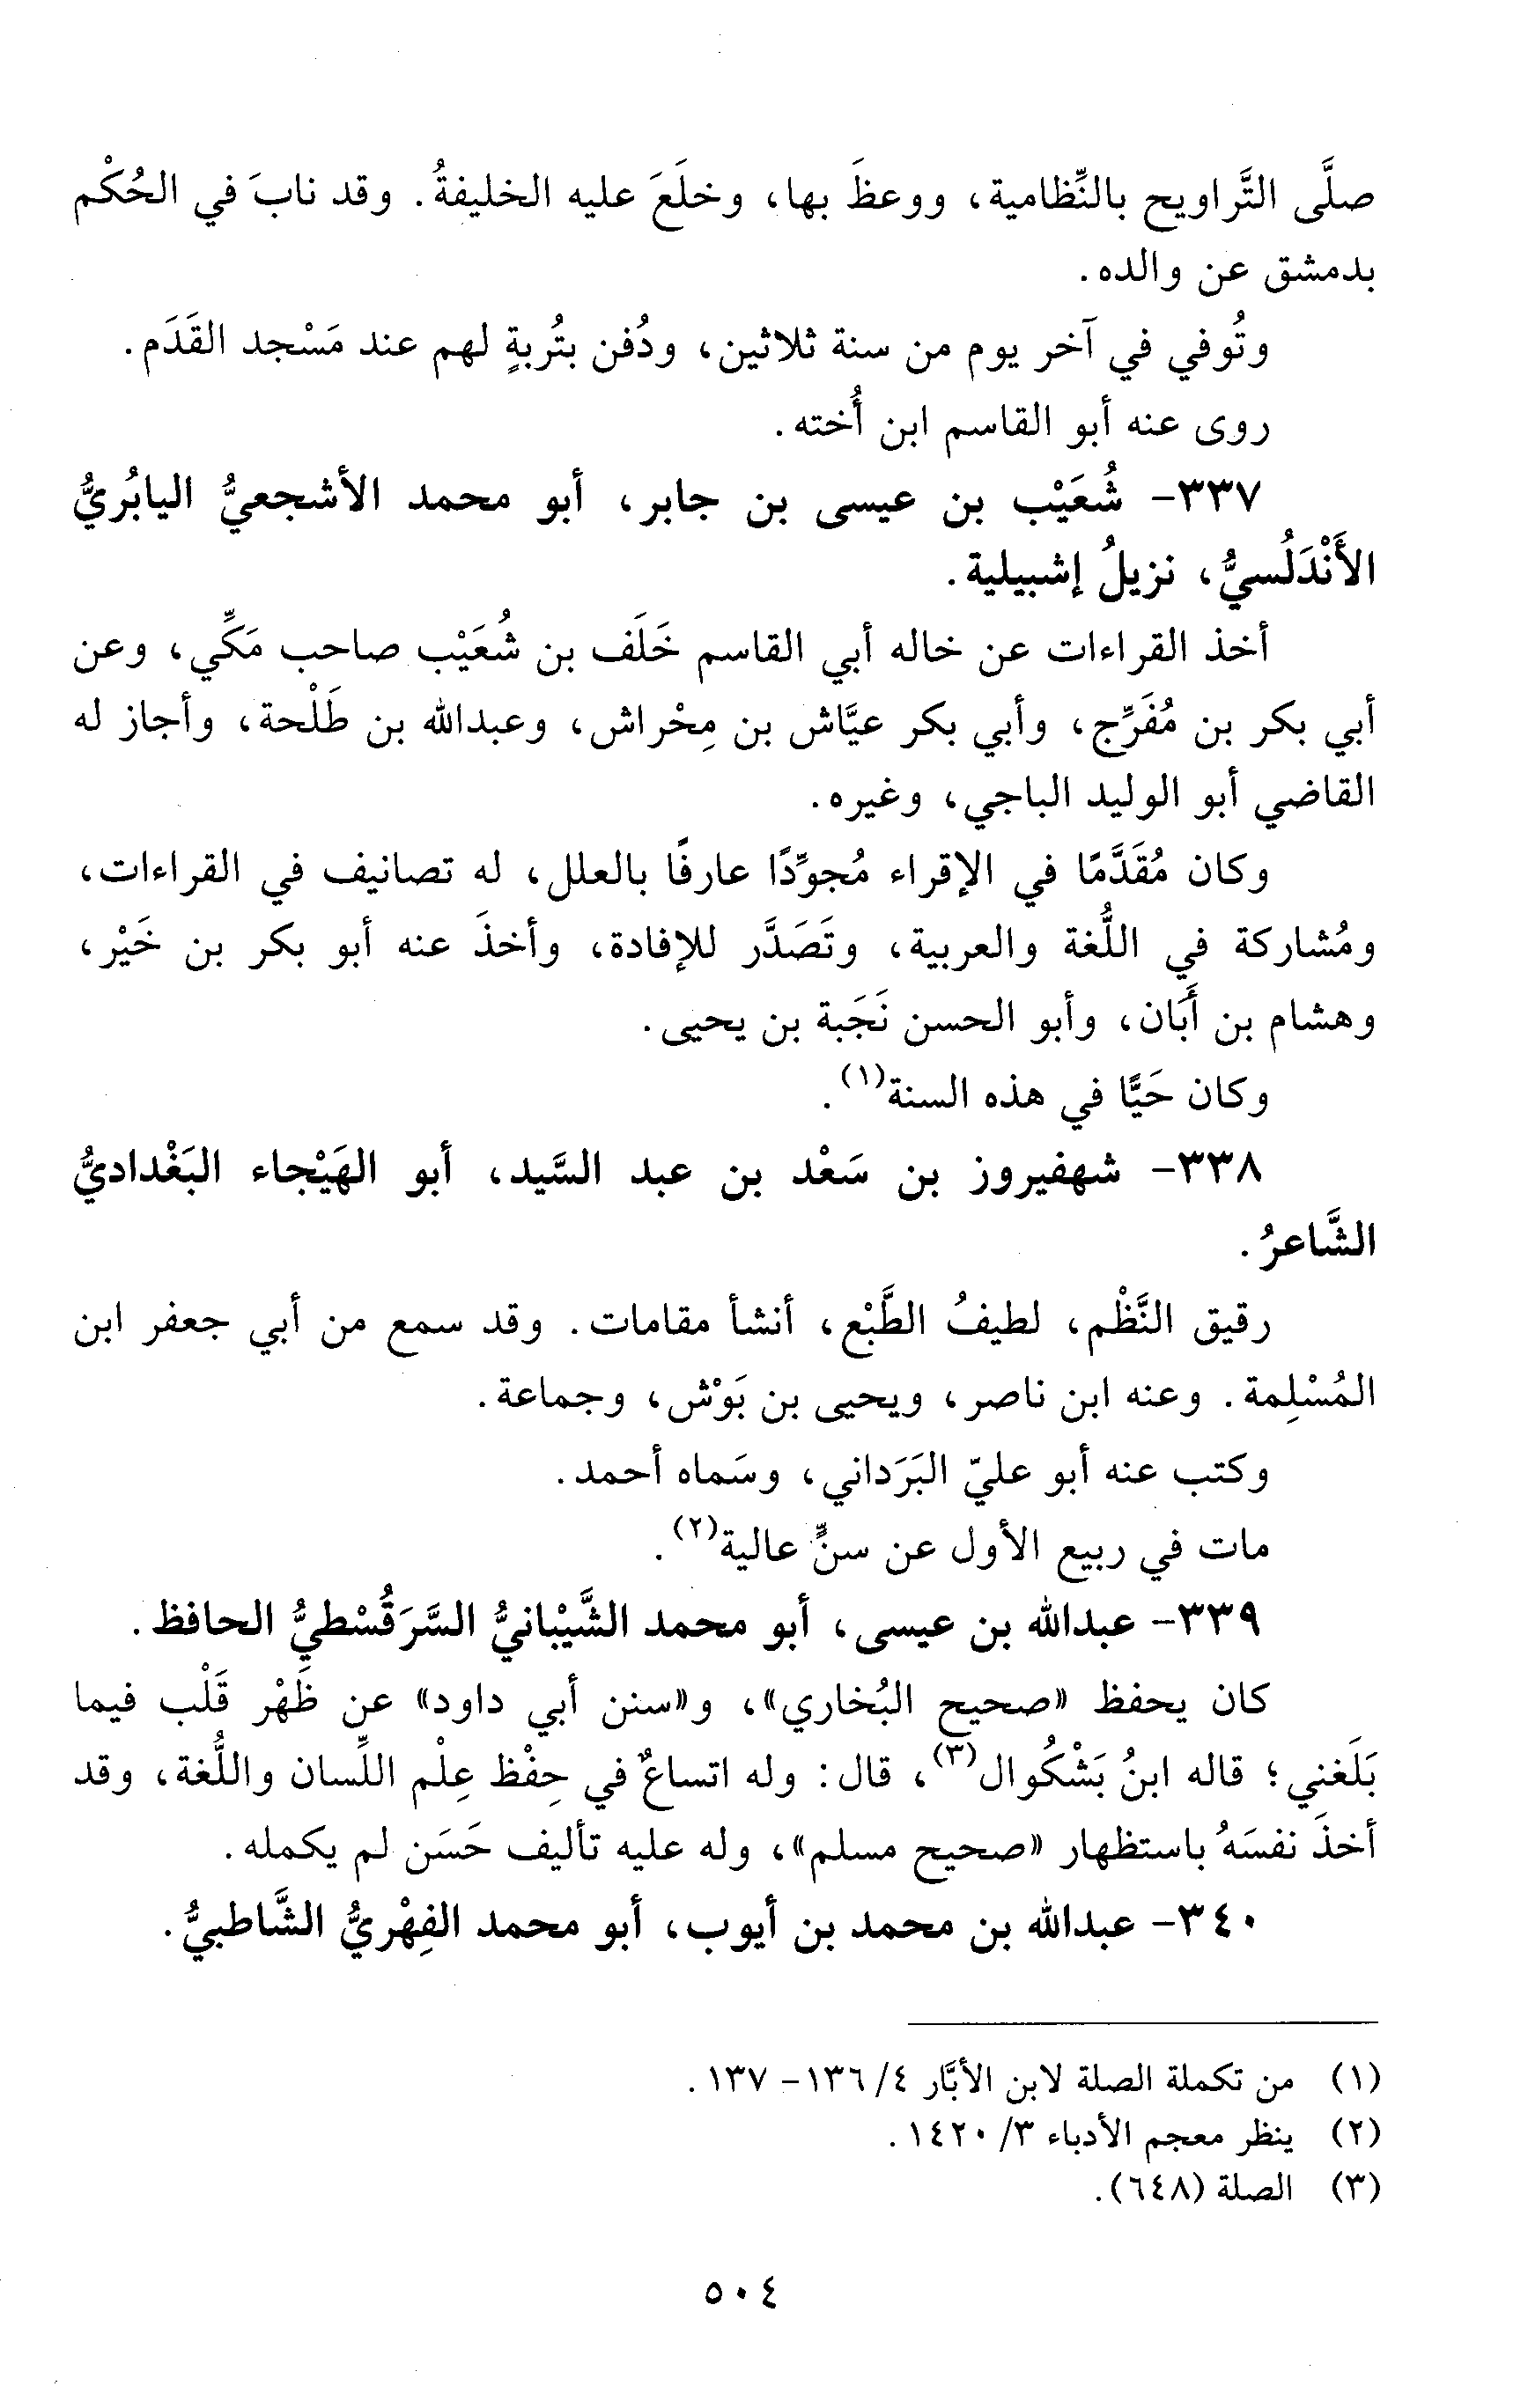 صلَّى التَّراويح بالنِّظامية، ووعظَ بها، وخلَعَ عليه الخليفةُ. وقد نابَ في الحُكْم
بدمشق عن والده.
وتُوفي في آخر يوم من سنة ثلاثين، ودُفن بتُربةٍ لهم عند مَسْجد القَدَم.
روى عنه أبو القاسم ابن أُخته.
٣٣٧- شُعَيْب بن عيسى بن جابر، أبو محمد الأشجعيُّ اليابُريُّ
الأَنْدَلُسيُّ، نزيلُ إشبيلية.
أخذ القراءات عن خاله أبي القاسم خَلَف بن شُعَيْب صاحب مَكِّي، وعن
أبي بكر بن مُفَرِّج، وأبي بكر عيَّاش بن مِخْراش، وعبدالله بن طَلْحة، وأجاز له
القاضي أبو الوليد الباجي، وغيره.
وكان مُقَدَّمًا في الإقراء مُجوِّدًا عارفًا بالعلل، له تصانيف في القراءات،
ومُشاركة في اللُّغة والعربية، وتَصَدَّر للإفادة، وأخذَ عنه أبو بكر بن خَيْر،
وهشام بن أَبَان، وأبو الحسن نَجَبة بن يحيى.
وكان حَيًّا في هذه السنة(١).
٣٣٨- شهفيروز بن سَعْد بن عبد السَّيد، أبو الهَيْجاء البَغْداديُّ
الشَّاعرُ.
رقيق النَّظْم، لطيفُ الطَّبْع، أنشأ مقامات. وقد سمع من أبي جعفر ابن
المُسْلِمة. وعنه ابن ناصر، ويحيى بن بَوْش، وجماعة.
وكتب عنه أبو عليّ البَرَداني، وسَماه أحمد.
مات في ربيع الأول عن سنٍّ عالية(٢).
٣٣٩- عبدالله بن عيسى، أبو محمد الشَّيْبانيُّ السَّرَقُسْطيُّ الحافظ.
كان يحفظ «صحيح البُخاري»، و«سنن أبي داود» عن ظَهْر قَلْب فيما
بَلَغني؛ قاله ابنُ بَشْكُوال(٣)، قال: وله اتساعٌ في حِفْظ عِلْم اللِّسان واللُّغة، وقد
أخذَ نفسَهُ باستظهار «صحيح مسلم»، وله عليه تأليف حَسَن لم يكمله.
٣٤٠- عبدالله بن محمد بن أيوب، أبو محمد الفِهْريُّ الشَّاطبيُّ.
(١) من تكملة الصلة لابن الأبَّار ٤/ ١٣٦- ١٣٧.
(٢) ينظر معجم الأدباء ٣/ ١٤٢٠.
(٣) الصلة (٦٤٨).
٥٠٤